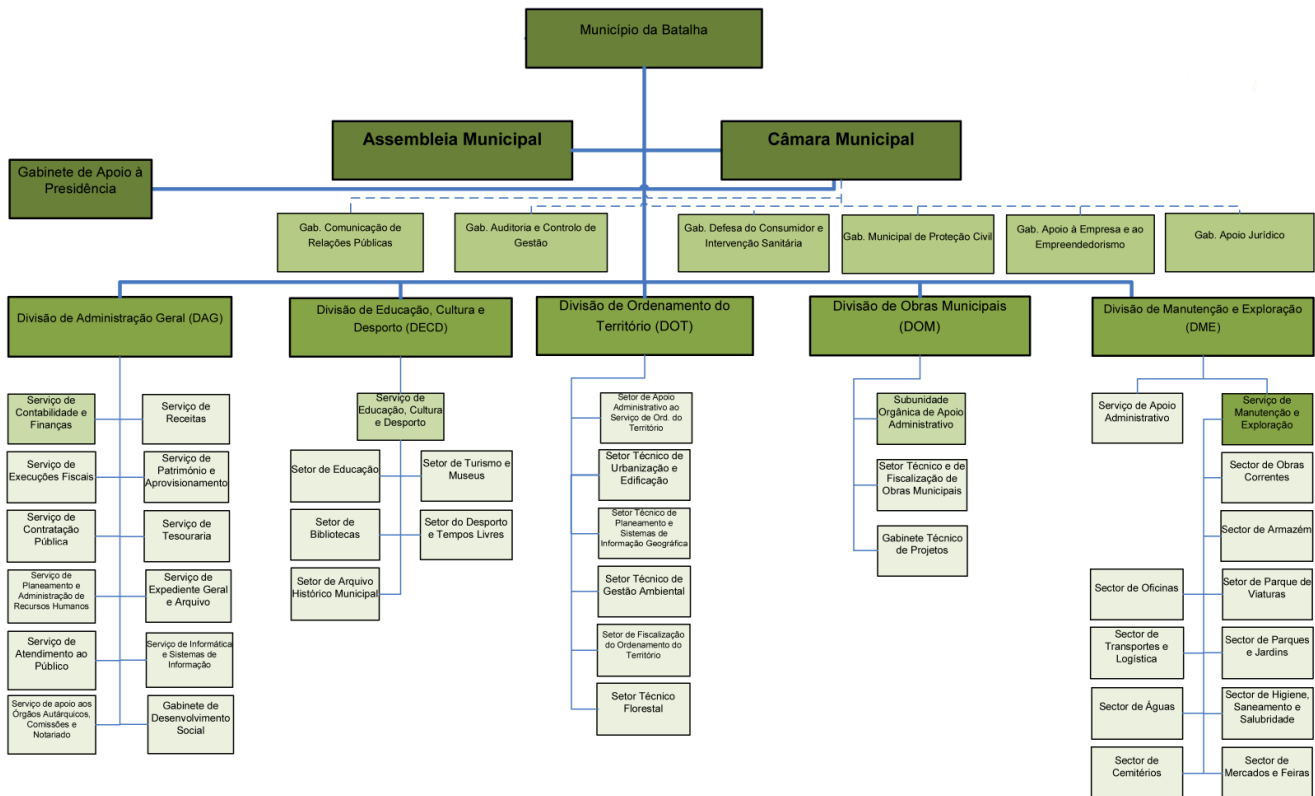 Município da Batalha
Assembleia Municipal
Câmara Municipal
Gabinete de Apoio à
Presidência
Gab. Comunicação de
Relações Públicas
Gab. Auditoria e Controlo de
Gestão
Gab. Defesa do Consumidor e
Intervenção Sanitária
Gab. Municipal de Proteção Civil
Gab. Apoio à Empresa e ao
Empreendedorismo
Gab. Apoio Jurídico
Divisão de Administração Geral (DAG)
Divisão de Educação, Cultura e
Desporto (DECD)
Divisão de Ordenamento do
Território (DOT)
Divisão de Obras Municipais
(DOM)
Divisão de Manutenção e Exploração
(DME)
Serviço de
Contabilidade e
Finanças
Serviço de
Receitas
Serviço de
Execuções Fiscais
Serviço de
Património e
Aprovisionamento
Serviço de
Contratação
Pública
Serviço de
Tesouraria
Serviço de
Planeamento e
Administração de
Recursos Humanos
Serviço de
Expediente Geral
e Arquivo
Serviço de
Atendimento ao
Público
Serviço de Informática
e Sistemas de
Informação
Serviço de apoio aos
Órgãos Autárquicos,
Comissões e
Notariado
Gabinete de
Desenvolvimento
Social
Serviço de
Educação, Cultura
e Desporto
Setor de Educação
Setor de Turismo e
Museus
Setor de
Bibliotecas
Setor do Desporto
e Tempos Livres
Setor de Arquivo
Histórico Municipal
Setor de Apoio
Administrativo ao
Serviço de Ord. do
Território
Setor Técnico de
Urbanização e
Edificação
Setor Técnico de
Planeamento e
Sistemas de
Informação Geográfica
Setor Técnico de
Gestão Ambiental
Setor de Fiscalização
do Ordenamento do
Território
Setor Técnico
Florestal
Subunidade
Orgânica de Apoio
Administrativo
Setor Técnico e de
Fiscalização de
Obras Municipais
Gabinete Técnico
de Projetos
Serviço de Apoio
Administrativo
Serviço de
Manutenção e
Exploração
Sector de Obras
Correntes
Sector de Armazém
Sector de Oficinas
Setor de Parque de
Viaturas
Sector de
Transportes e
Logística
Sector de Parques
e Jardins
Sector de Águas
Sector de Higiene,
Saneamento e
Salubridade
Sector de
Cemitérios
Sector de
Mercados e Feiras